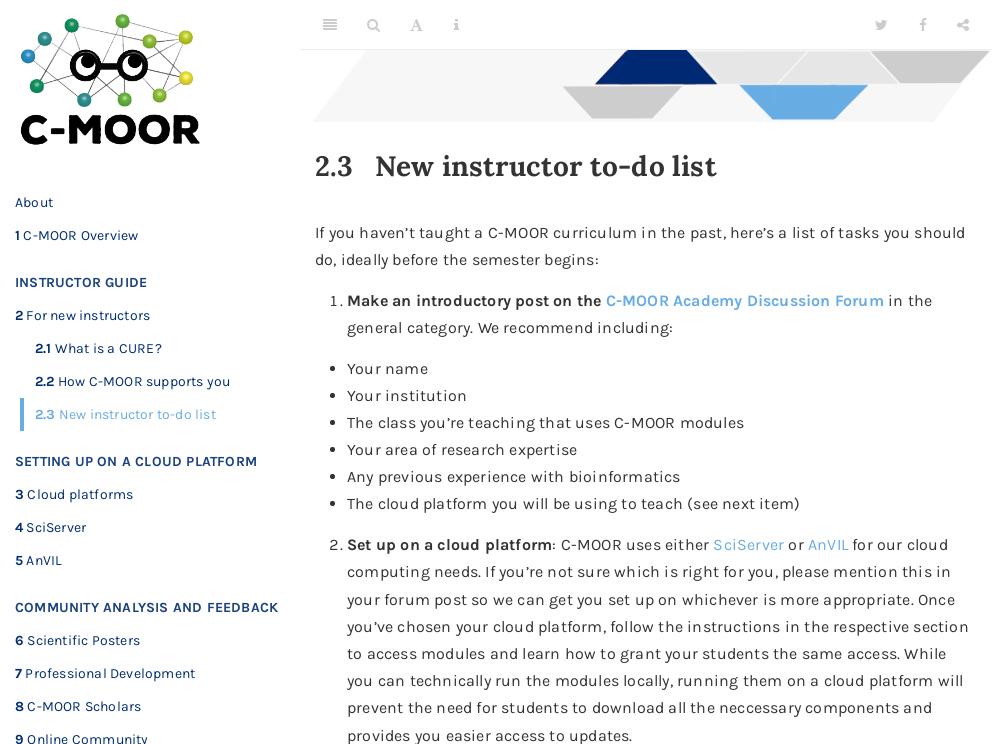 C-MOOR
About
1 C-MOOR Overview
INSTRUCTOR GUIDE
2 For new instructors
2.1 What is a CURE?
2.2 How C-MOOR supports you
2.3 New instructor to-do list
SETTING UP ON A CLOUD PLATFORM
3 Cloud platforms
4 SciServer
5 AnVIL
COMMUNITY ANALYSIS AND FEEDBACK
6 Scientific Posters
7 Professional Development
8 C-MOOR Scholars
9 Online Community
2.3 New instructor to-do list
If you haven't taught a C-MOOR curriculum in the past, here's a list of tasks you should
do, ideally before the semester begins:
1. Make an introductory post on the C-MOOR Academy Discussion Forum in the
general category. We recommend including:
• Your name
• Your institution
• The class you're teaching that uses C-MOOR modules
• Your area of research expertise
• Any previous experience with bioinformatics
• The cloud platform you will be using to teach (see next item)
2. Set up on a cloud platform: C-MOOR uses either SciServer or AnVIL for our cloud
computing needs. If you're not sure which is right for you, please mention this in
your forum post so we can get you set up on whichever is more appropriate. Once
you've chosen your cloud platform, follow the instructions in the respective section
to access modules and learn how to grant your students the same access. While
you can technically run the modules locally, running them on a cloud platform will
prevent the need for students to download all the neccessary components and
provides you easier access to updates.